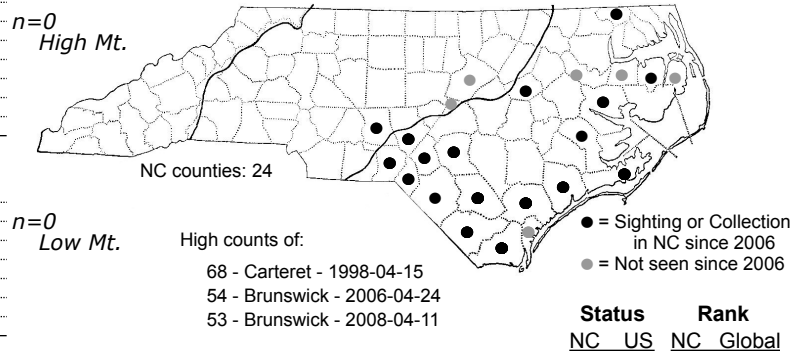 n=0
High Mt.
NC counties: 24
n=0
Low Mt.
High counts of:
68 - Carteret - 1998-04-15
54 - Brunswick - 2006-04-24
53 - Brunswick - 2008-04-11
= Sighting or Collection
in NC since 2006
= Not seen since 2006
Status Rank
NC US NC Global